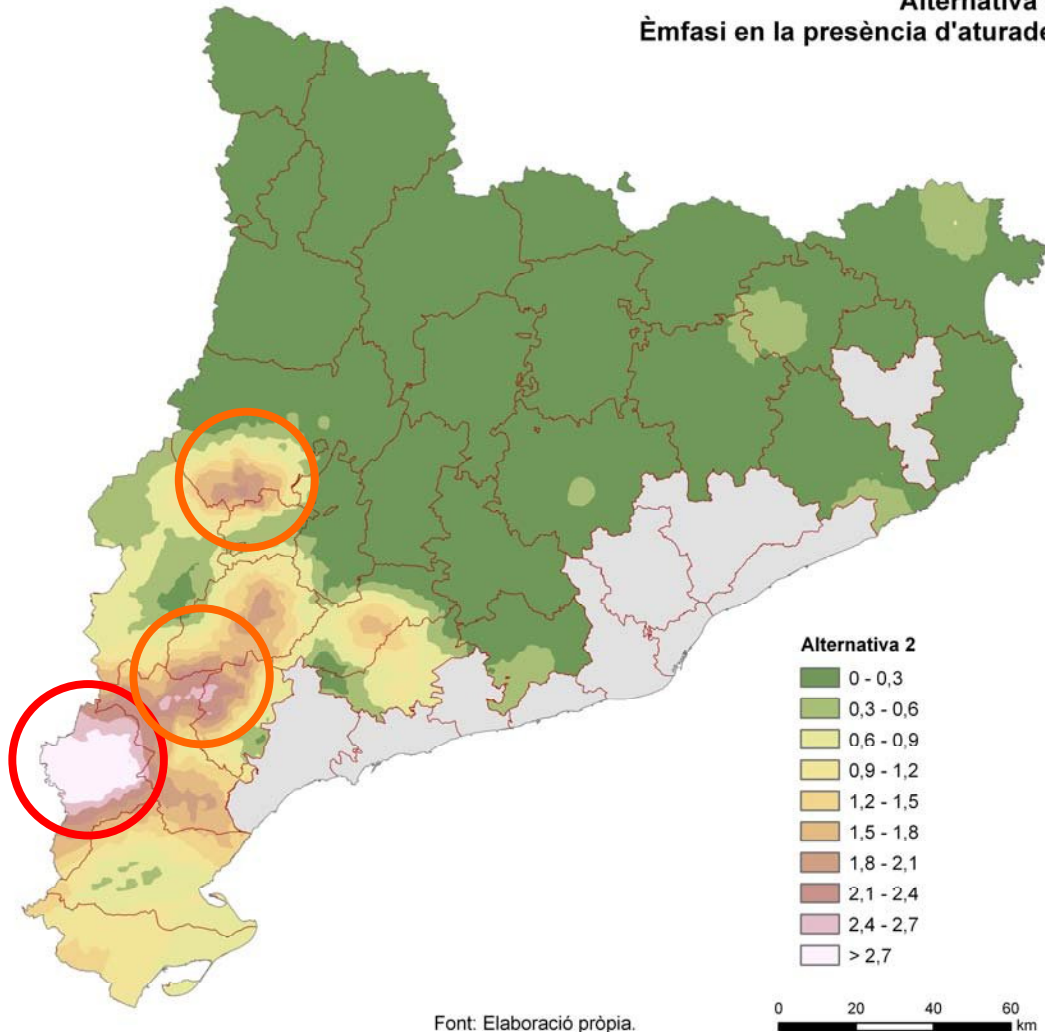 Alternativa
Èmfasi en la presència d'aturade
Alternativa 2
0 - 0,3
0,3 - 0,6
0,6 - 0,9
0,9 - 1,2
1,2 - 1,5
1,5 - 1,8
1,8 - 2,1
2,1 - 2,4
2,4 - 2,7
> 2,7
0 20 40 60
km
Font: Elaboració pròpia.